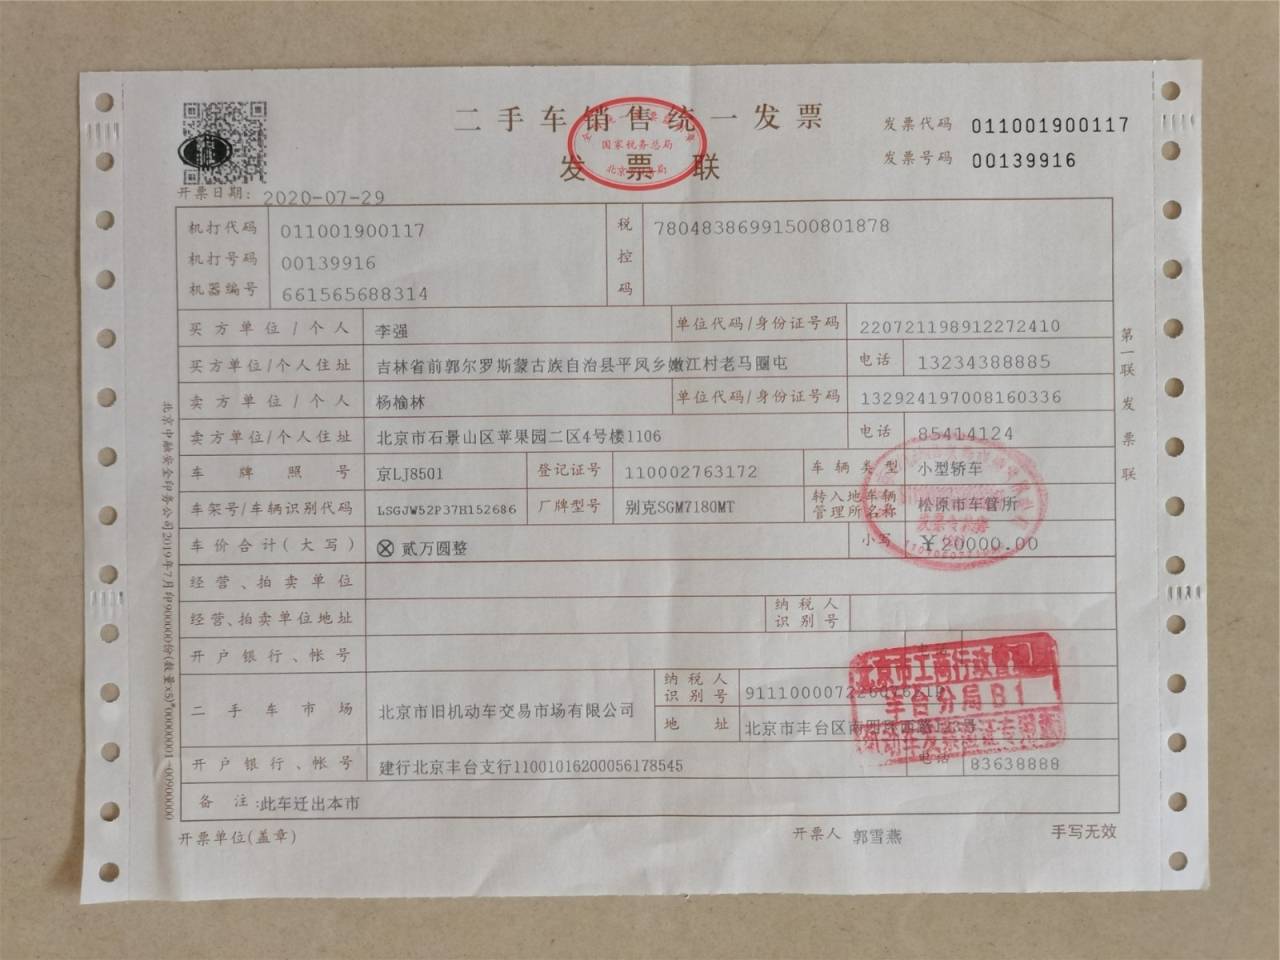 二手车销售统一发票
发票联
国家税务总局
发票代码 011001900117
发票号码 00139916
开票日期: 2020-07-29
机打代码 011001900117
机打号码 00139916
机器编号 661565688314
税控码 78048386991500801878
买方单位/个人 李强 单位代码/身份证号码 220721198912272410
买方单位/个人住址 吉林省前郭尔罗斯蒙古族自治县平凤乡嫩江村老马圈屯 电话 13234388885
卖方单位/个人 杨榆林 单位代码/身份证号码 132924197008160336
卖方单位/个人住址 北京市石景山区苹果园二区4号楼1106 电话 85414124
车牌照号 京LJ8501 登记证号 110002763172 车辆类型 小型轿车
车架号/车辆识别代码 LSGJW52P37H152686 厂牌型号 别克SGM7180MT 转入地车辆管理所名称 松原市车管所
车价合计(大写) ⊗ 贰万圆整 小写 ￥20000.00
发票专用章
经营、拍卖单位
经营、拍卖单位地址 纳税人识别号
开户银行、帐号
二手车市场 北京市旧机动车交易市场有限公司 纳税人识别号
地址 北京市丰台区
北京市工商行政
丰台分局B1
开户银行、帐号 建行北京丰台支行11001016200056178545 电话 83638888
备注:此车迁出本市
开票单位(盖章) 开票人 郭雪燕 手写无效
第一联 发票联